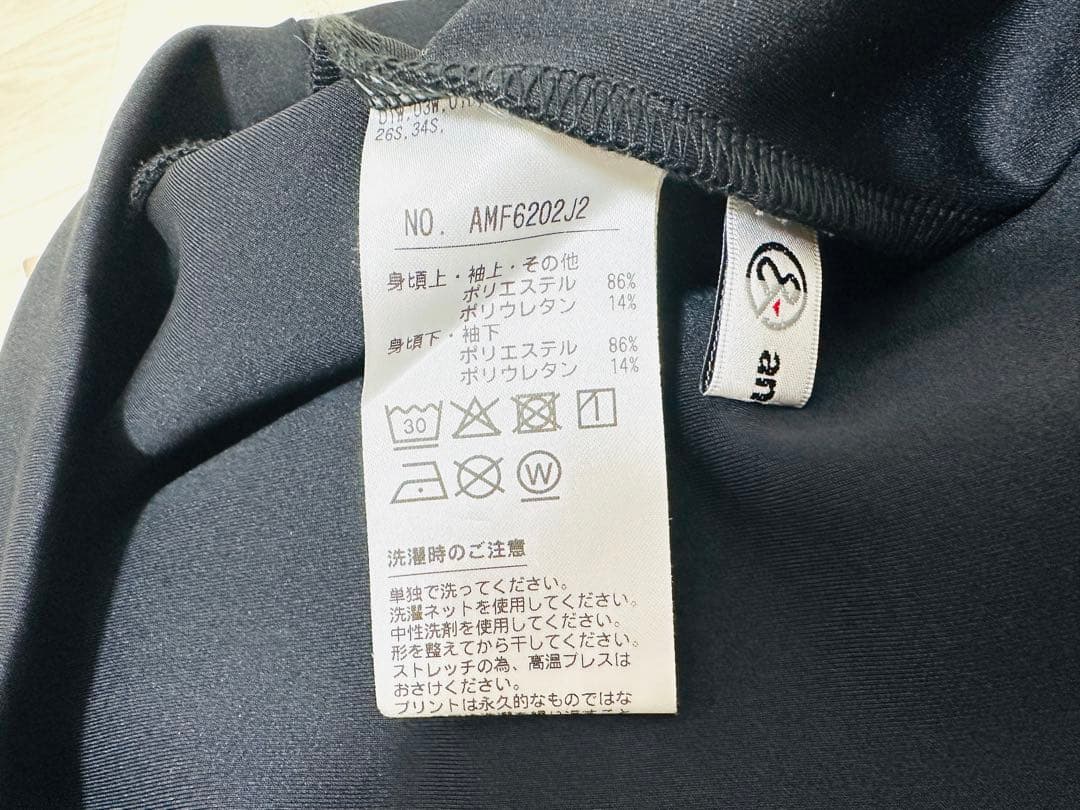 26S,34S,
NO. AMF6202J2
身頃上・袖上・その他
ポリエステル 86%
ポリウレタン 14%
身頃下・袖下
ポリエステル 86%
ポリウレタン 14%
30
W
洗濯時のご注意
単独で洗ってください。
洗濯ネットを使用してください。
中性洗剤を使用してください。
形を整えてから干してください。
ストレッチの為、高温プレスは
おさけください。
プリントは永久的なものではな
an